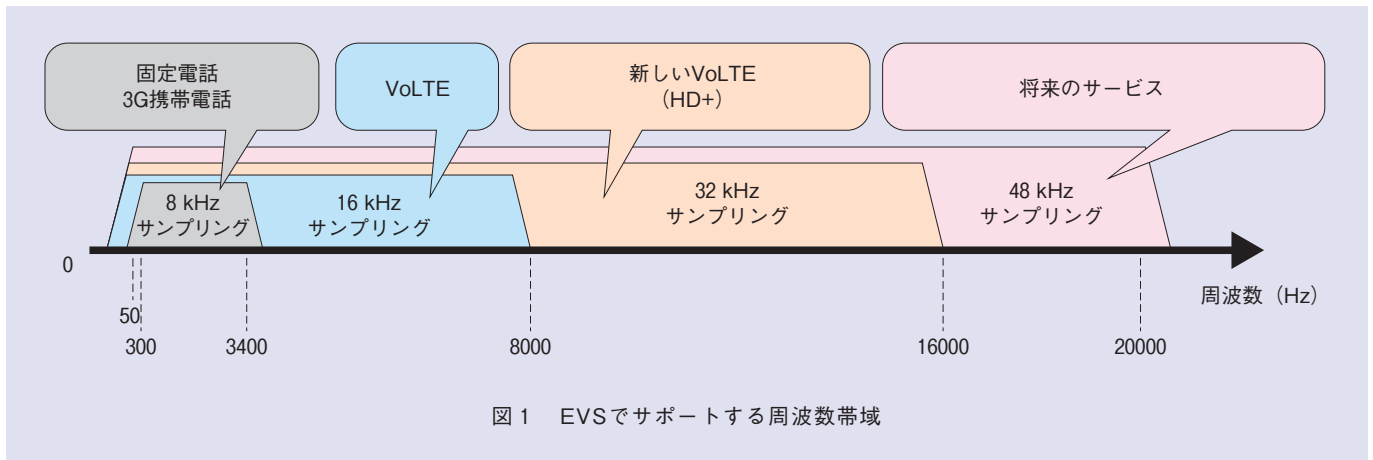 固定電話
3G携帯電話
VoLTE
新しいVoLTE
（HD+）
将来のサービス
8 kHz
サンプリング
16 kHz
サンプリング
32 kHz
サンプリング
48 kHz
サンプリング
0
周波数（Hz）
50
300
3400
8000
16000
20000
図1　EVSでサポートする周波数帯域